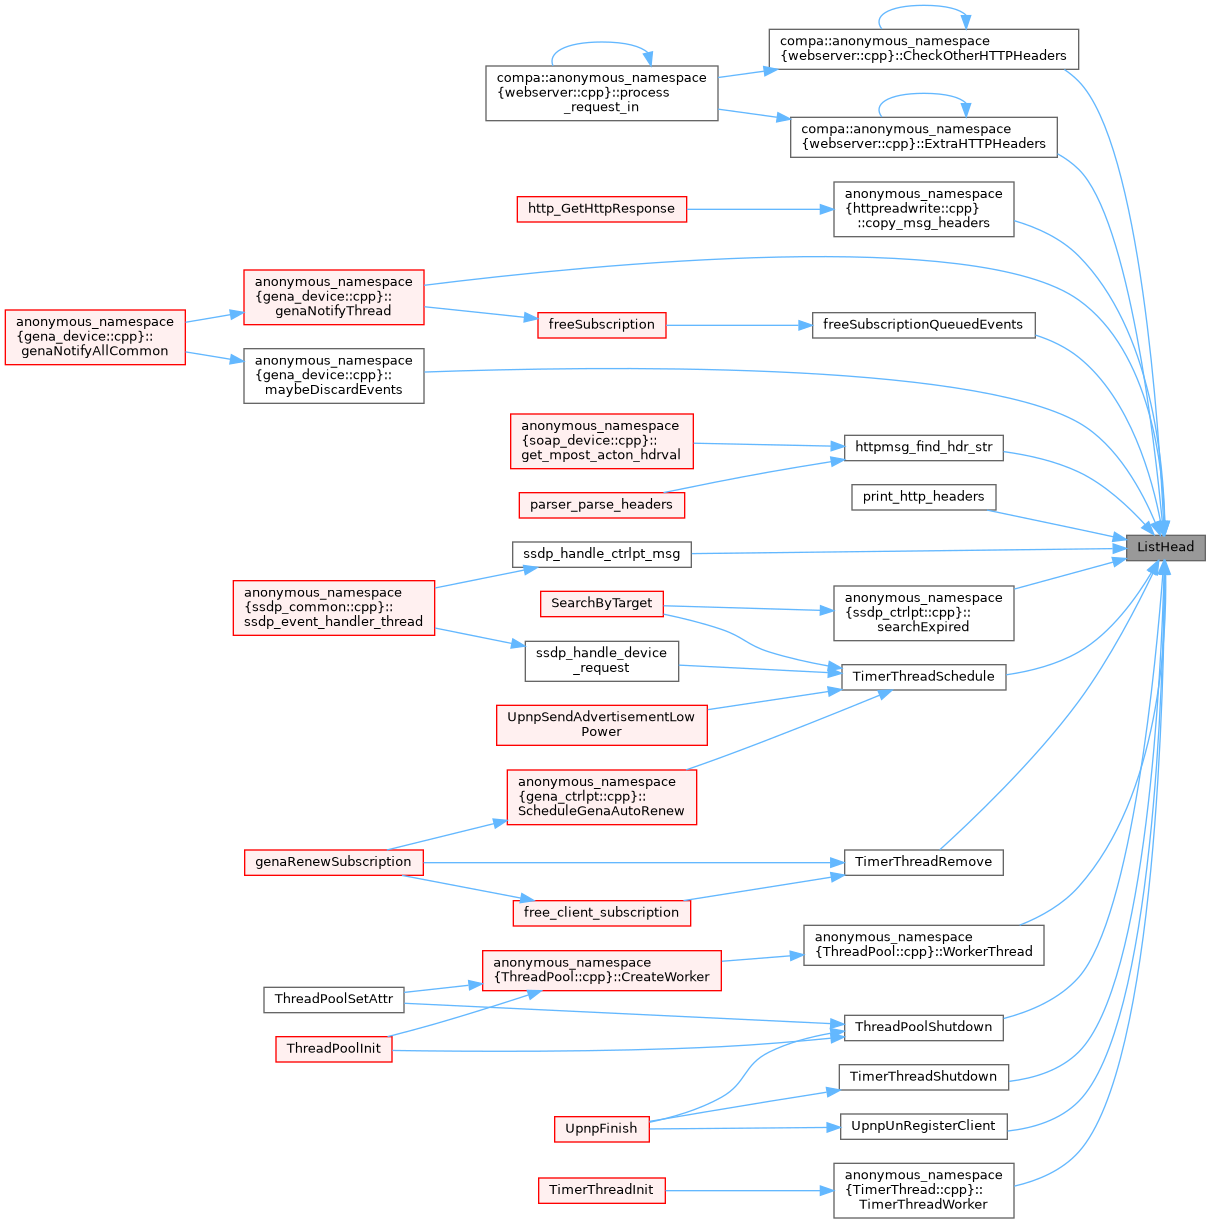 compa::anonymous_namespace
{webserver::cpp}::CheckOtherHTTPHeaders
compa::anonymous_namespace
{webserver::cpp}::process
_request_in
compa::anonymous_namespace
{webserver::cpp}::ExtraHTTPHeaders
anonymous_namespace
{httpreadwrite::cpp}
::copy_msg_headers
http_GetHttpResponse
anonymous_namespace
{gena_device::cpp}::
genaNotifyThread
anonymous_namespace
{gena_device::cpp}::
genaNotifyAllCommon
freeSubscription
freeSubscriptionQueuedEvents
anonymous_namespace
{gena_device::cpp}::
maybeDiscardEvents
anonymous_namespace
{soap_device::cpp}::
get_mpost_acton_hdrval
httpmsg_find_hdr_str
parser_parse_headers
print_http_headers
ListHead
ssdp_handle_ctrlpt_msg
anonymous_namespace
{ssdp_common::cpp}::
ssdp_event_handler_thread
SearchByTarget
anonymous_namespace
{ssdp_ctrlpt::cpp}::
searchExpired
ssdp_handle_device
_request
TimerThreadSchedule
UpnpSendAdvertisementLow
Power
anonymous_namespace
{gena_ctrlpt::cpp}::
ScheduleGenaAutoRenew
genaRenewSubscription
TimerThreadRemove
free_client_subscription
anonymous_namespace
{ThreadPool::cpp}::WorkerThread
anonymous_namespace
{ThreadPool::cpp}::CreateWorker
ThreadPoolSetAttr
ThreadPoolShutdown
ThreadPoolInit
TimerThreadShutdown
UpnpFinish
UpnpUnRegisterClient
anonymous_namespace
{TimerThread::cpp}::
TimerThreadWorker
TimerThreadInit